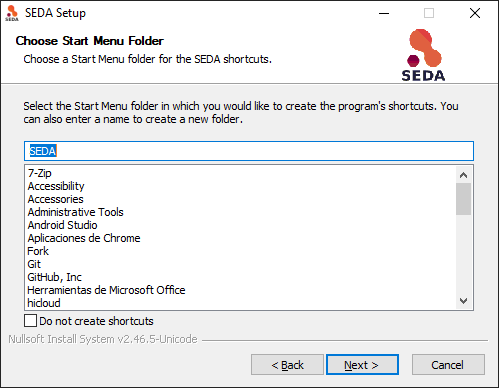 SEDA Setup
Choose Start Menu Folder
Choose a Start Menu folder for the SEDA shortcuts.
SEDA
Select the Start Menu folder in which you would like to create the program's shortcuts. You
can also enter a name to create a new folder.
SEDA
7-Zip
Accessibility
Accessories
Administrative Tools
Android Studio
Aplicaciones de Chrome
Fork
Git
GitHub, Inc
Herramientas de Microsoft Office
hicloud
Do not create shortcuts
Nullsoft Install System v2.46.5-Unicode
< Back
Next >
Cancel